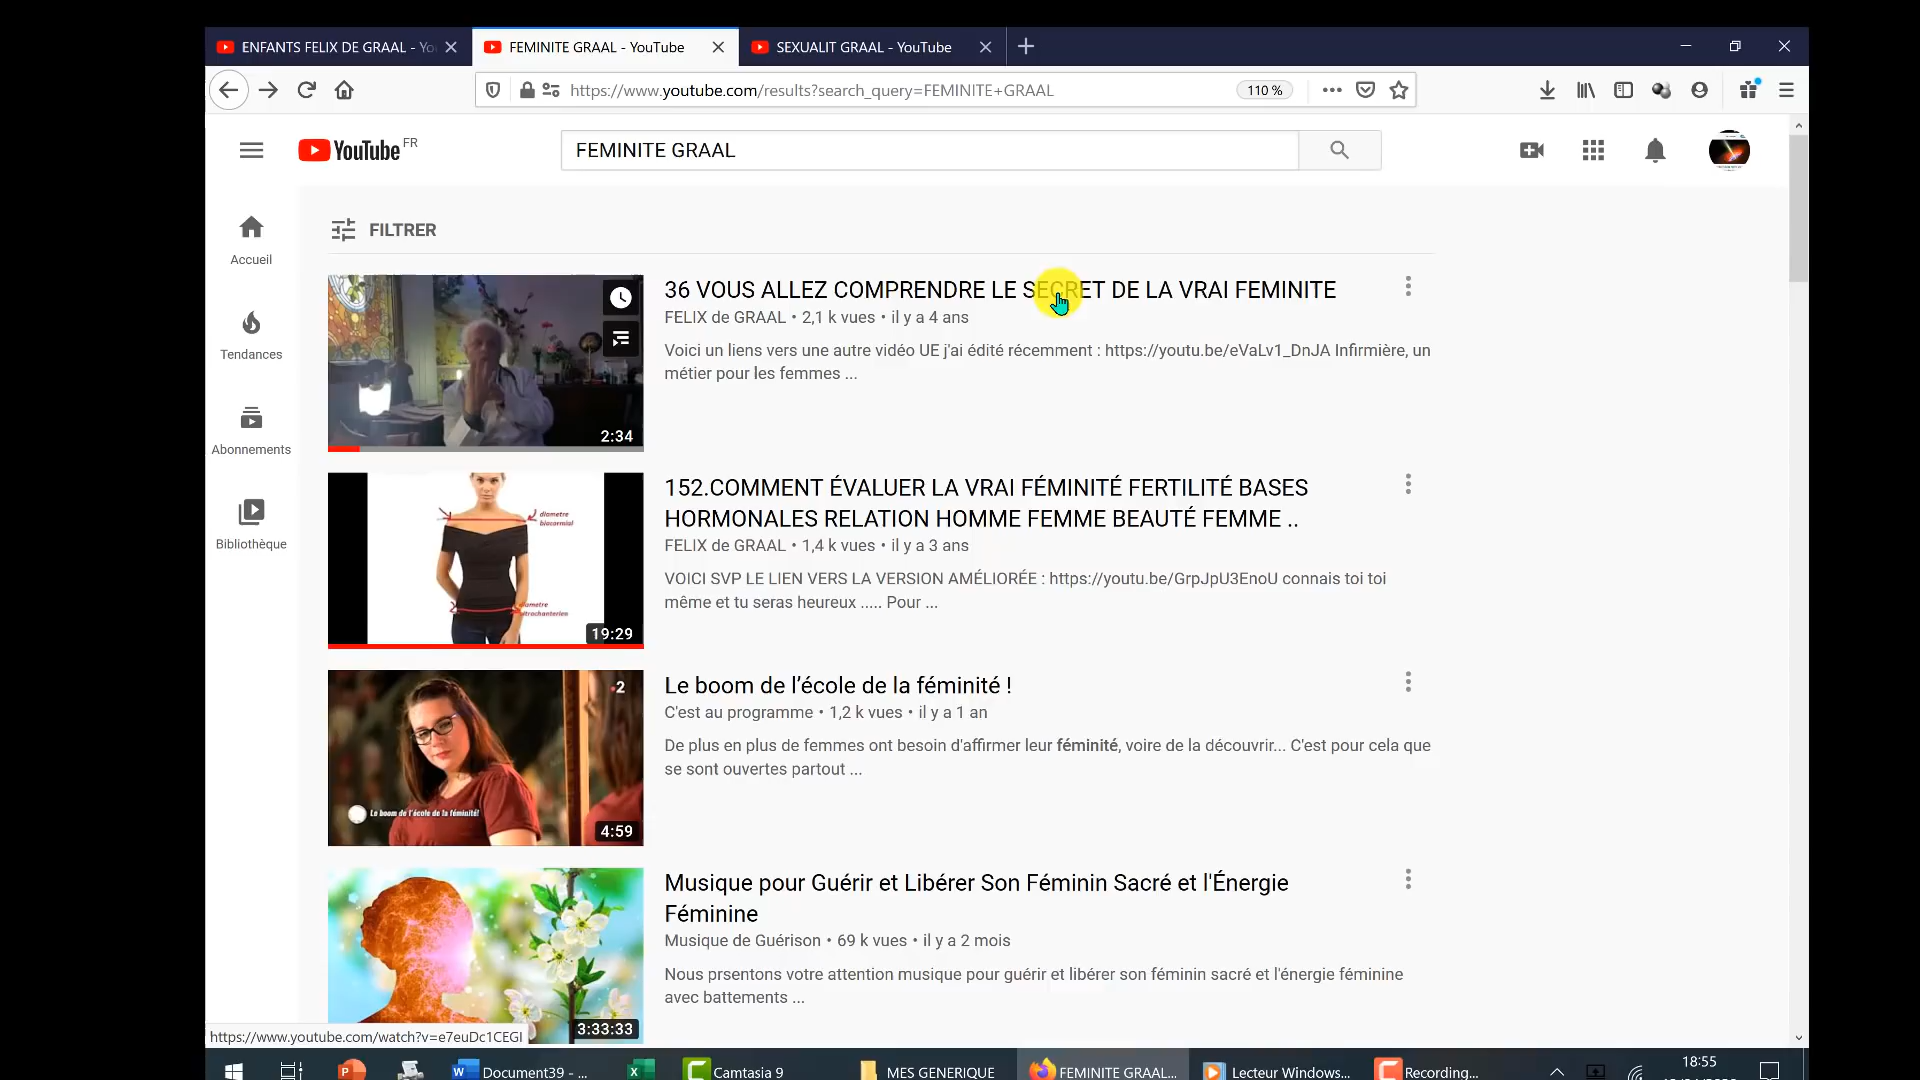 ENFANTS FELIX DE GRAAL - Yo
FEMINITE GRAAL - YouTube
SEXUALIT GRAAL - YouTube
https://www.youtube.com/results?search_query=FEMINITE+GRAAL
110 %
YouTube FR
FEMINITE GRAAL
Accueil
Tendances
Abonnements
Bibliothèque
FILTRER
36 VOUS ALLEZ COMPRENDRE LE SECRET DE LA VRAI FEMINITE
FELIX de GRAAL • 2,1 k vues • il y a 4 ans
Voici un liens vers une autre vidéo UE j'ai édité récemment : https://youtu.be/eVaLv1_DnJA Infirmière, un
métier pour les femmes ...
2:34
diametre
biacormial
diametre
bitrochanterien
19:29
152.COMMENT ÉVALUER LA VRAI FÉMINITÉ FERTILITÉ BASES
HORMONALES RELATION HOMME FEMME BEAUTÉ FEMME ..
FELIX de GRAAL • 1,4 k vues • il y a 3 ans
VOICI SVP LE LIEN VERS LA VERSION AMÉLIORÉE : https://youtu.be/GrpJpU3EnoU connais toi toi
même et tu seras heureux ..... Pour ...
2
Le boom de l'école de la féminité!
4:59
Le boom de l’école de la féminité !
C'est au programme • 1,2 k vues • il y a 1 an
De plus en plus de femmes ont besoin d'affirmer leur féminité, voire de la découvrir... C'est pour cela que
se sont ouvertes partout ...
3:33:33
Musique pour Guérir et Libérer Son Féminin Sacré et l'Énergie
Féminine
Musique de Guérison • 69 k vues • il y a 2 mois
Nous prsentons votre attention musique pour guérir et libérer son féminin sacré et l'énergie féminine
avec battements ...
https://www.youtube.com/watch?v=e7euDc1CEGI
Document39 - ...
Camtasia 9
MES GENERIQUE
FEMINITE GRAAL...
Lecteur Windows...
Recording...
18:55